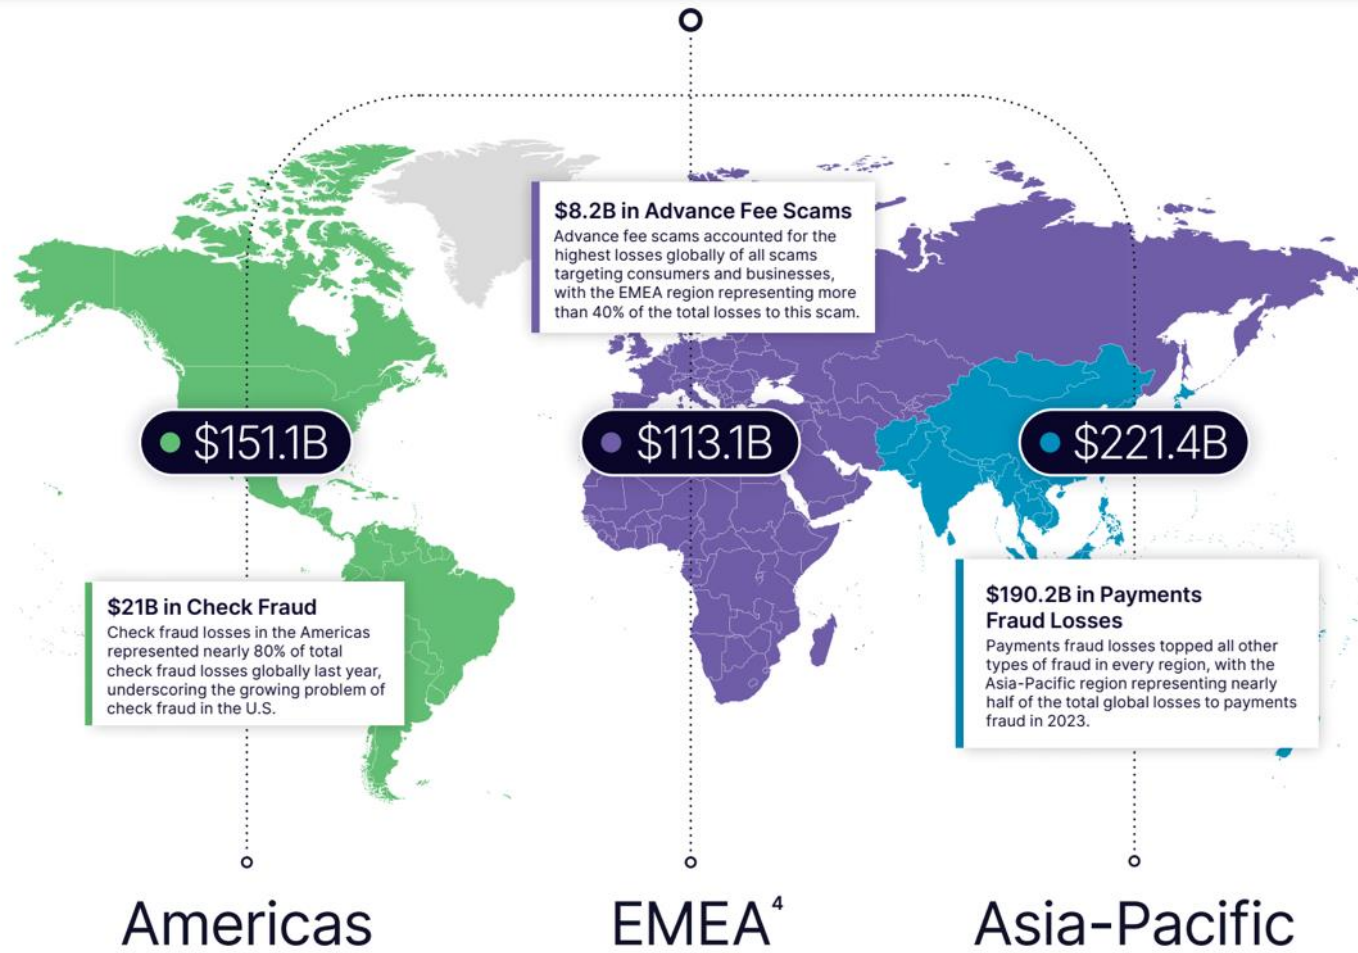 $8.2B in Advance Fee Scams
Advance fee scams accounted for the
highest losses globally of all scams
targeting consumers and businesses,
with the EMEA region representing more
than 40% of the total losses to this scam.
$151.1B
$113.1B
$221.4B
$21B in Check Fraud
Check fraud losses in the Americas
represented nearly 80% of total
check fraud losses globally last year,
underscoring the growing problem of
check fraud in the U.S.
$190.2B in Payments
Fraud Losses
Payments fraud losses topped all other
types of fraud in every region, with the
Asia-Pacific region representing nearly
half of the total global losses to payments
fraud in 2023.
Americas
EMEA⁴
Asia-Pacific